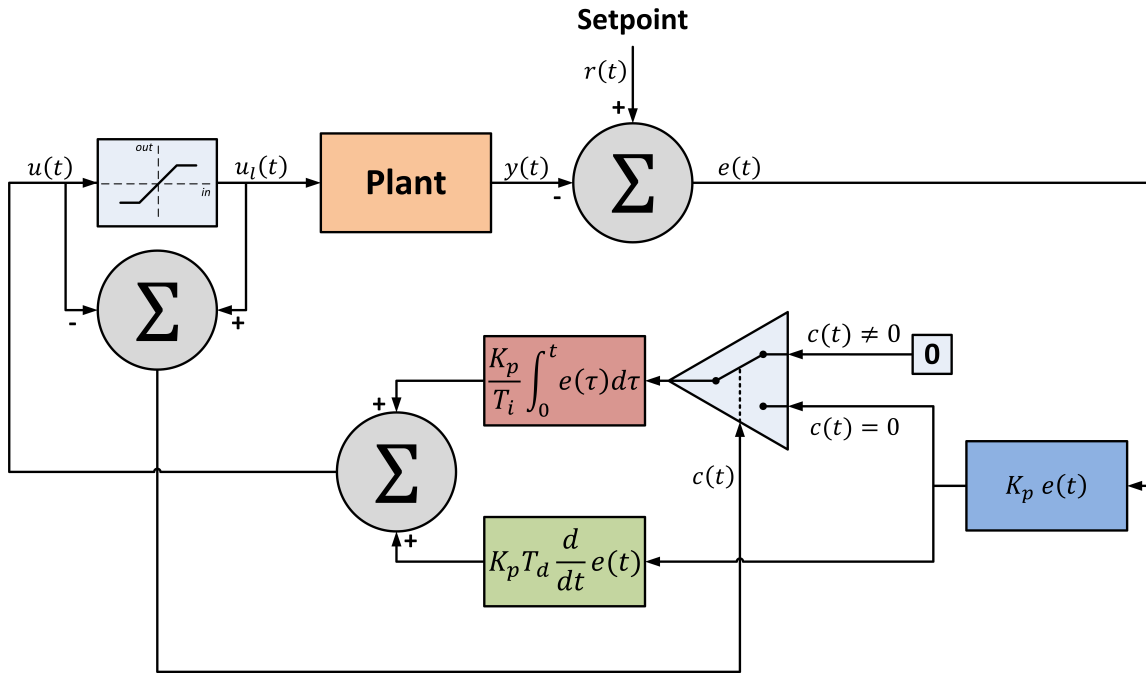 Setpoint
r(t)
+
u(t)
out
in
u_l(t)
Plant
y(t)
-
Σ
e(t)
-
Σ
+
K_p/T_i ∫_0^t e(τ)dτ
c(t) ≠ 0
0
c(t) = 0
+
Σ
c(t)
K_p e(t)
+
K_p T_d d/dt e(t)